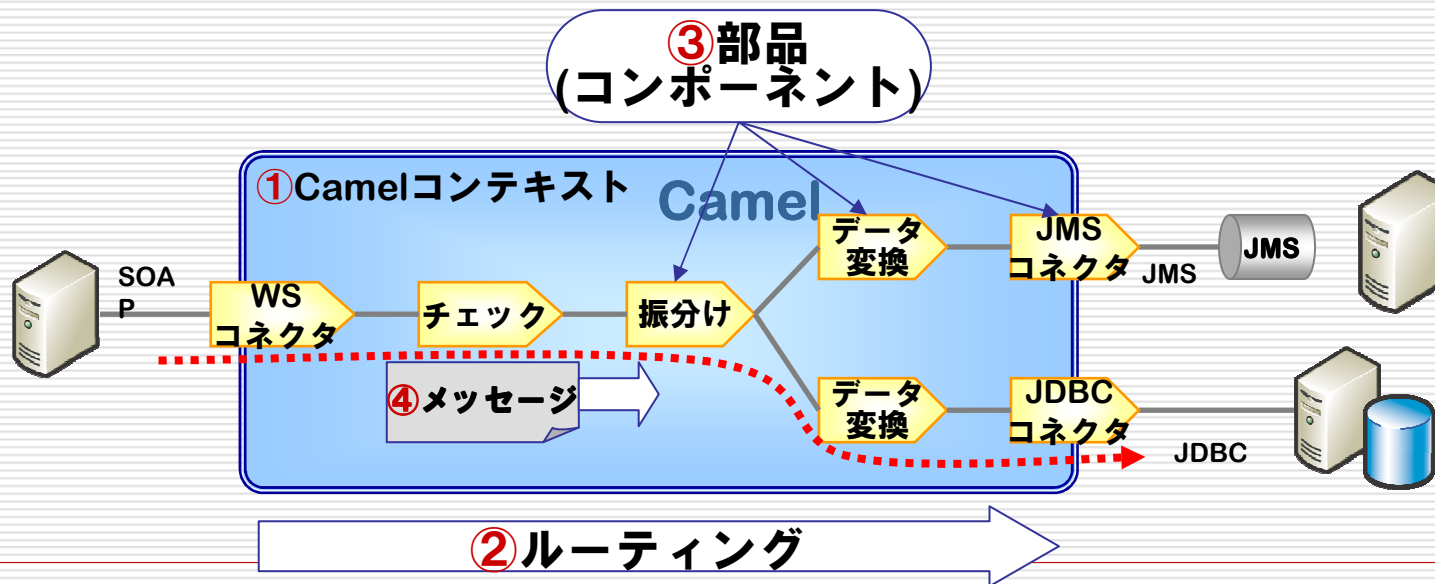 ③部品
(コンポーネント)
①Camelコンテキスト
Camel
SOA
P
WS
コネクタ
チェック
振分け
データ
変換
JMS
コネクタ
JMS
JMS
④メッセージ
データ
変換
JDBC
コネクタ
JDBC
②ルーティング